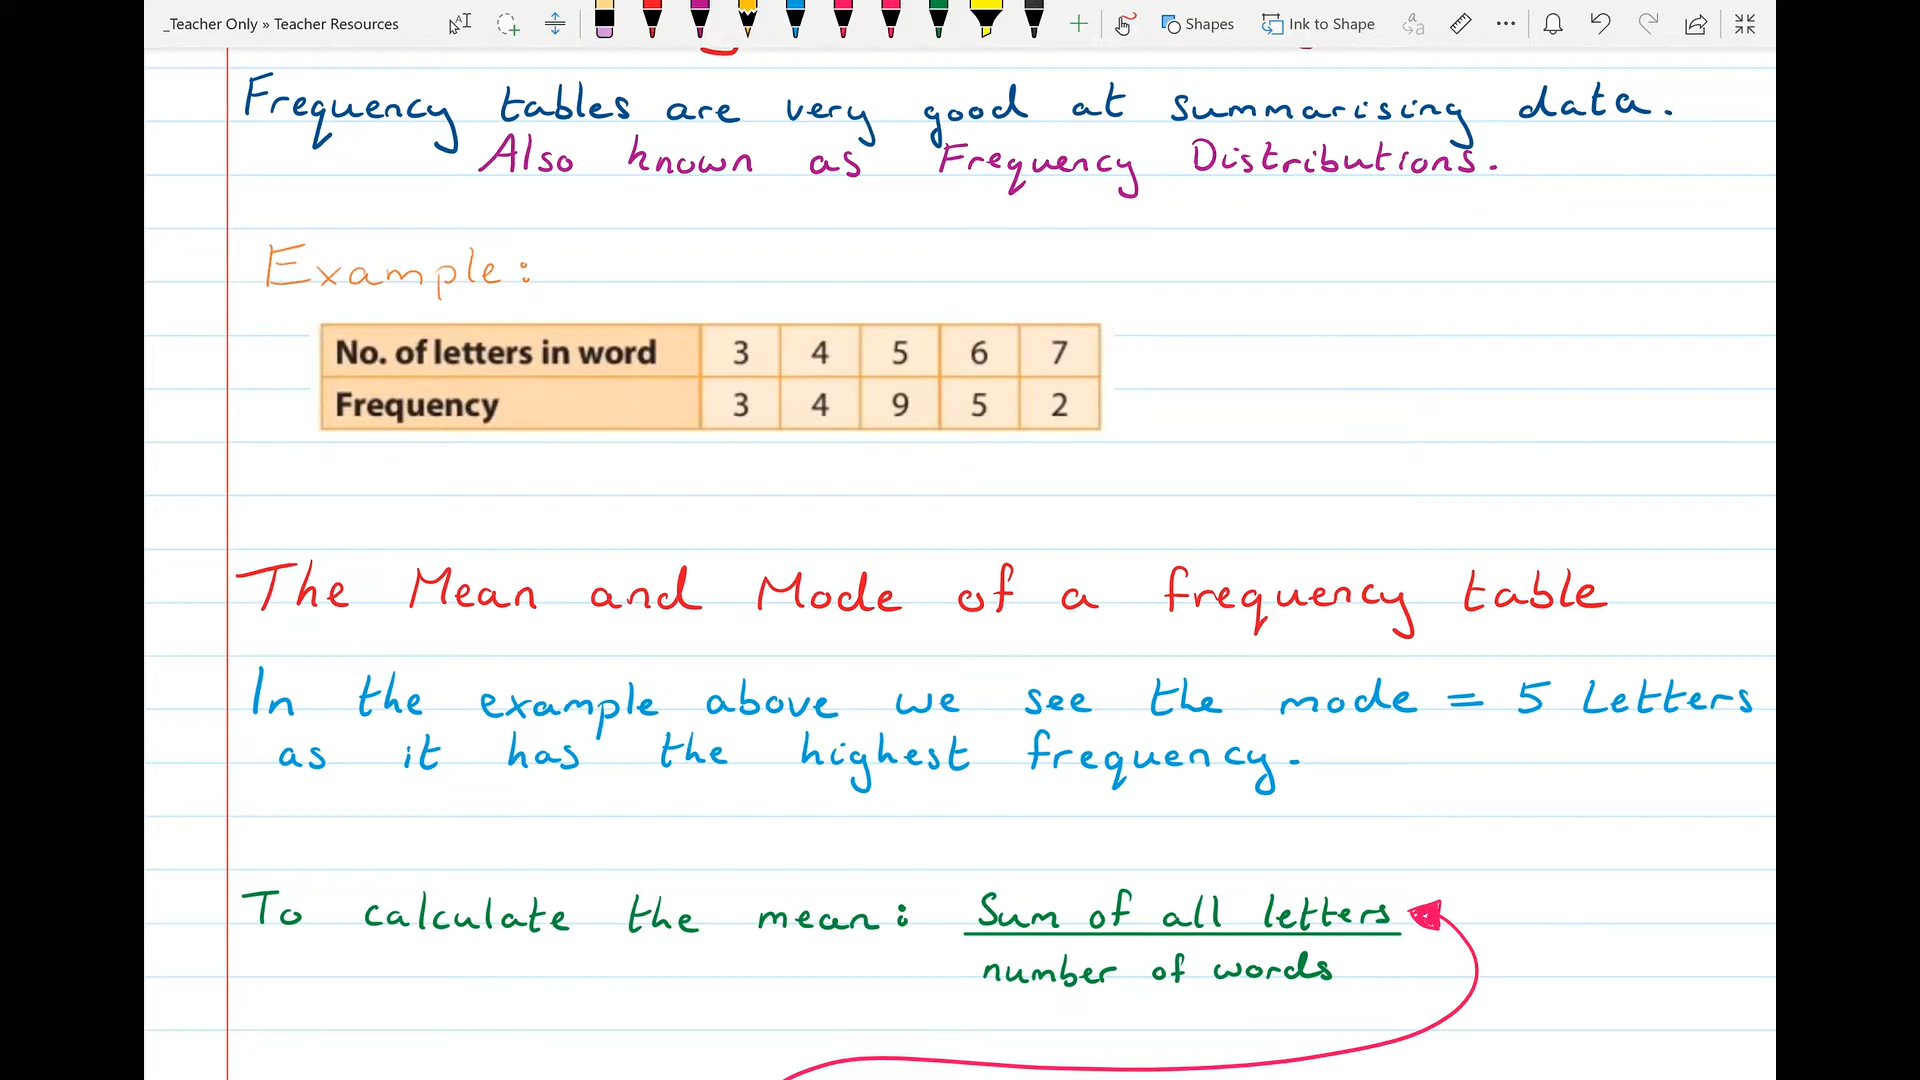 _Teacher Only » Teacher Resources
Shapes
Ink to Shape
Frequency tables are very good at summarising data.
Also known as Frequency Distributions.
Example:
No. of letters in word 3 4 5 6 7
Frequency 3 4 9 5 2
The Mean and Mode of a frequency table
In the example above we see the mode = 5 Letters
as it has the highest frequency.
To calculate the mean: Sum of all letters
number of words